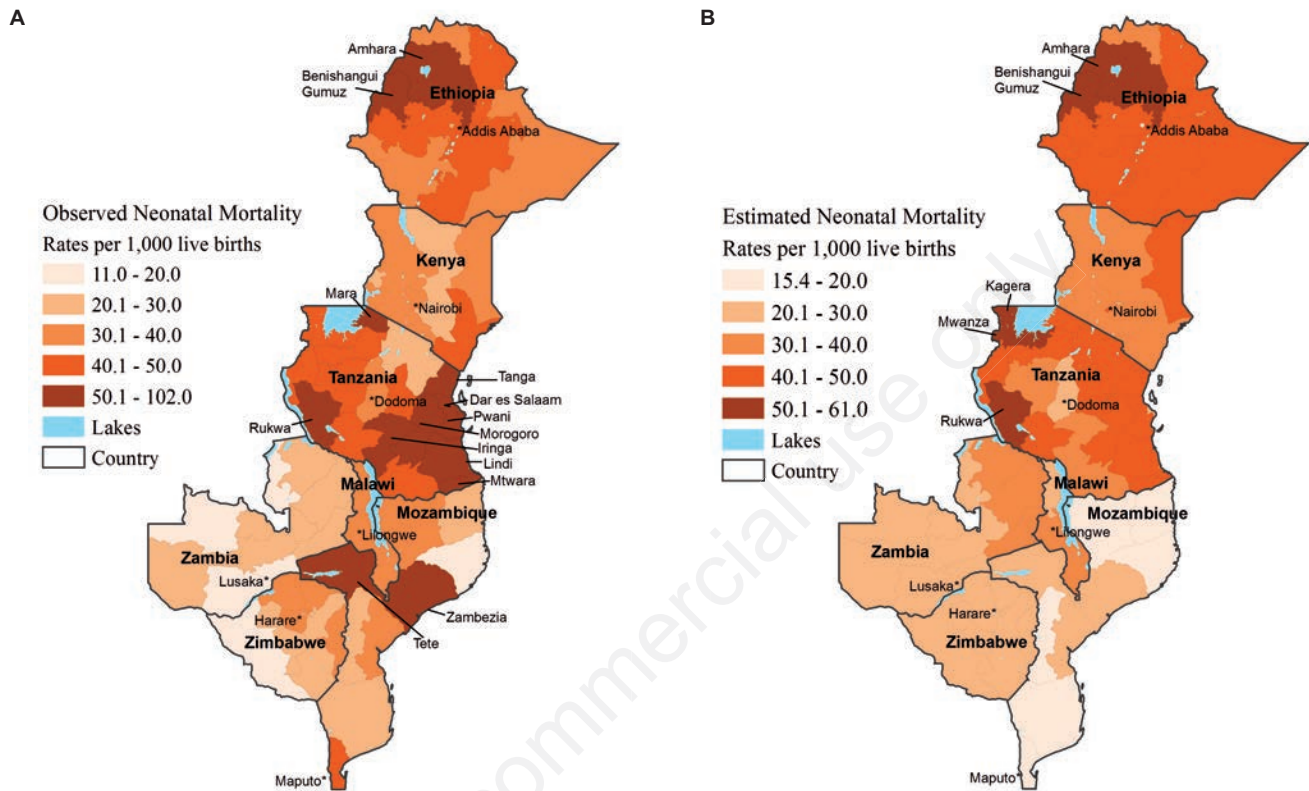 A
Amhara
Benishangui
Gumuz
Ethiopia
*Addis Ababa
Observed Neonatal Mortality
Rates per 1,000 live births
11.0 - 20.0
20.1 - 30.0
30.1 - 40.0
40.1 - 50.0
50.1 - 102.0
Lakes
Country
Kenya
*Nairobi
Mara
Tanzania
*Dodoma
Tanga
Dar es Salaam
Pwani
Morogoro
Iringa
Lindi
Mtwara
Rukwa
Malawi
Mozambique
*Lilongwe
Zambia
Lusaka*
Harare*
Zimbabwe
Zambezia
Tete
Maputo*
B
Amhara
Benishangui
Gumuz
Ethiopia
*Addis Ababa
Estimated Neonatal Mortality
Rates per 1,000 live births
15.4 - 20.0
20.1 - 30.0
30.1 - 40.0
40.1 - 50.0
50.1 - 61.0
Lakes
Country
Kenya
*Nairobi
Kagera
Mwanza
Tanzania
*Dodoma
Rukwa
Malawi
Mozambique
*Lilongwe
Zambia
Lusaka*
Harare*
Zimbabwe
Maputo*
commercial use only